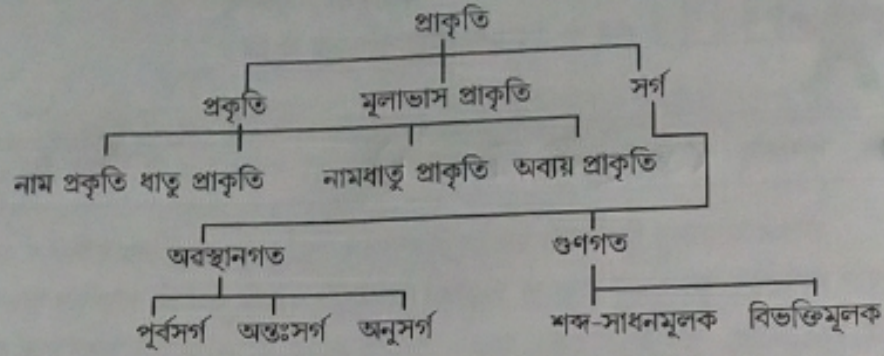 প্রাকৃতি
প্রকৃতি মূলাভাস প্রাকৃতি সর্গ
নাম প্রকৃতি ধাতু প্রাকৃতি নামধাতু প্রাকৃতি অব্যয় প্রাকৃতি
অবস্থানগত গুণগত
পূর্বসর্গ অন্তঃসর্গ অনুসর্গ শব্দ-সাধনমূলক বিভক্তিমূলক